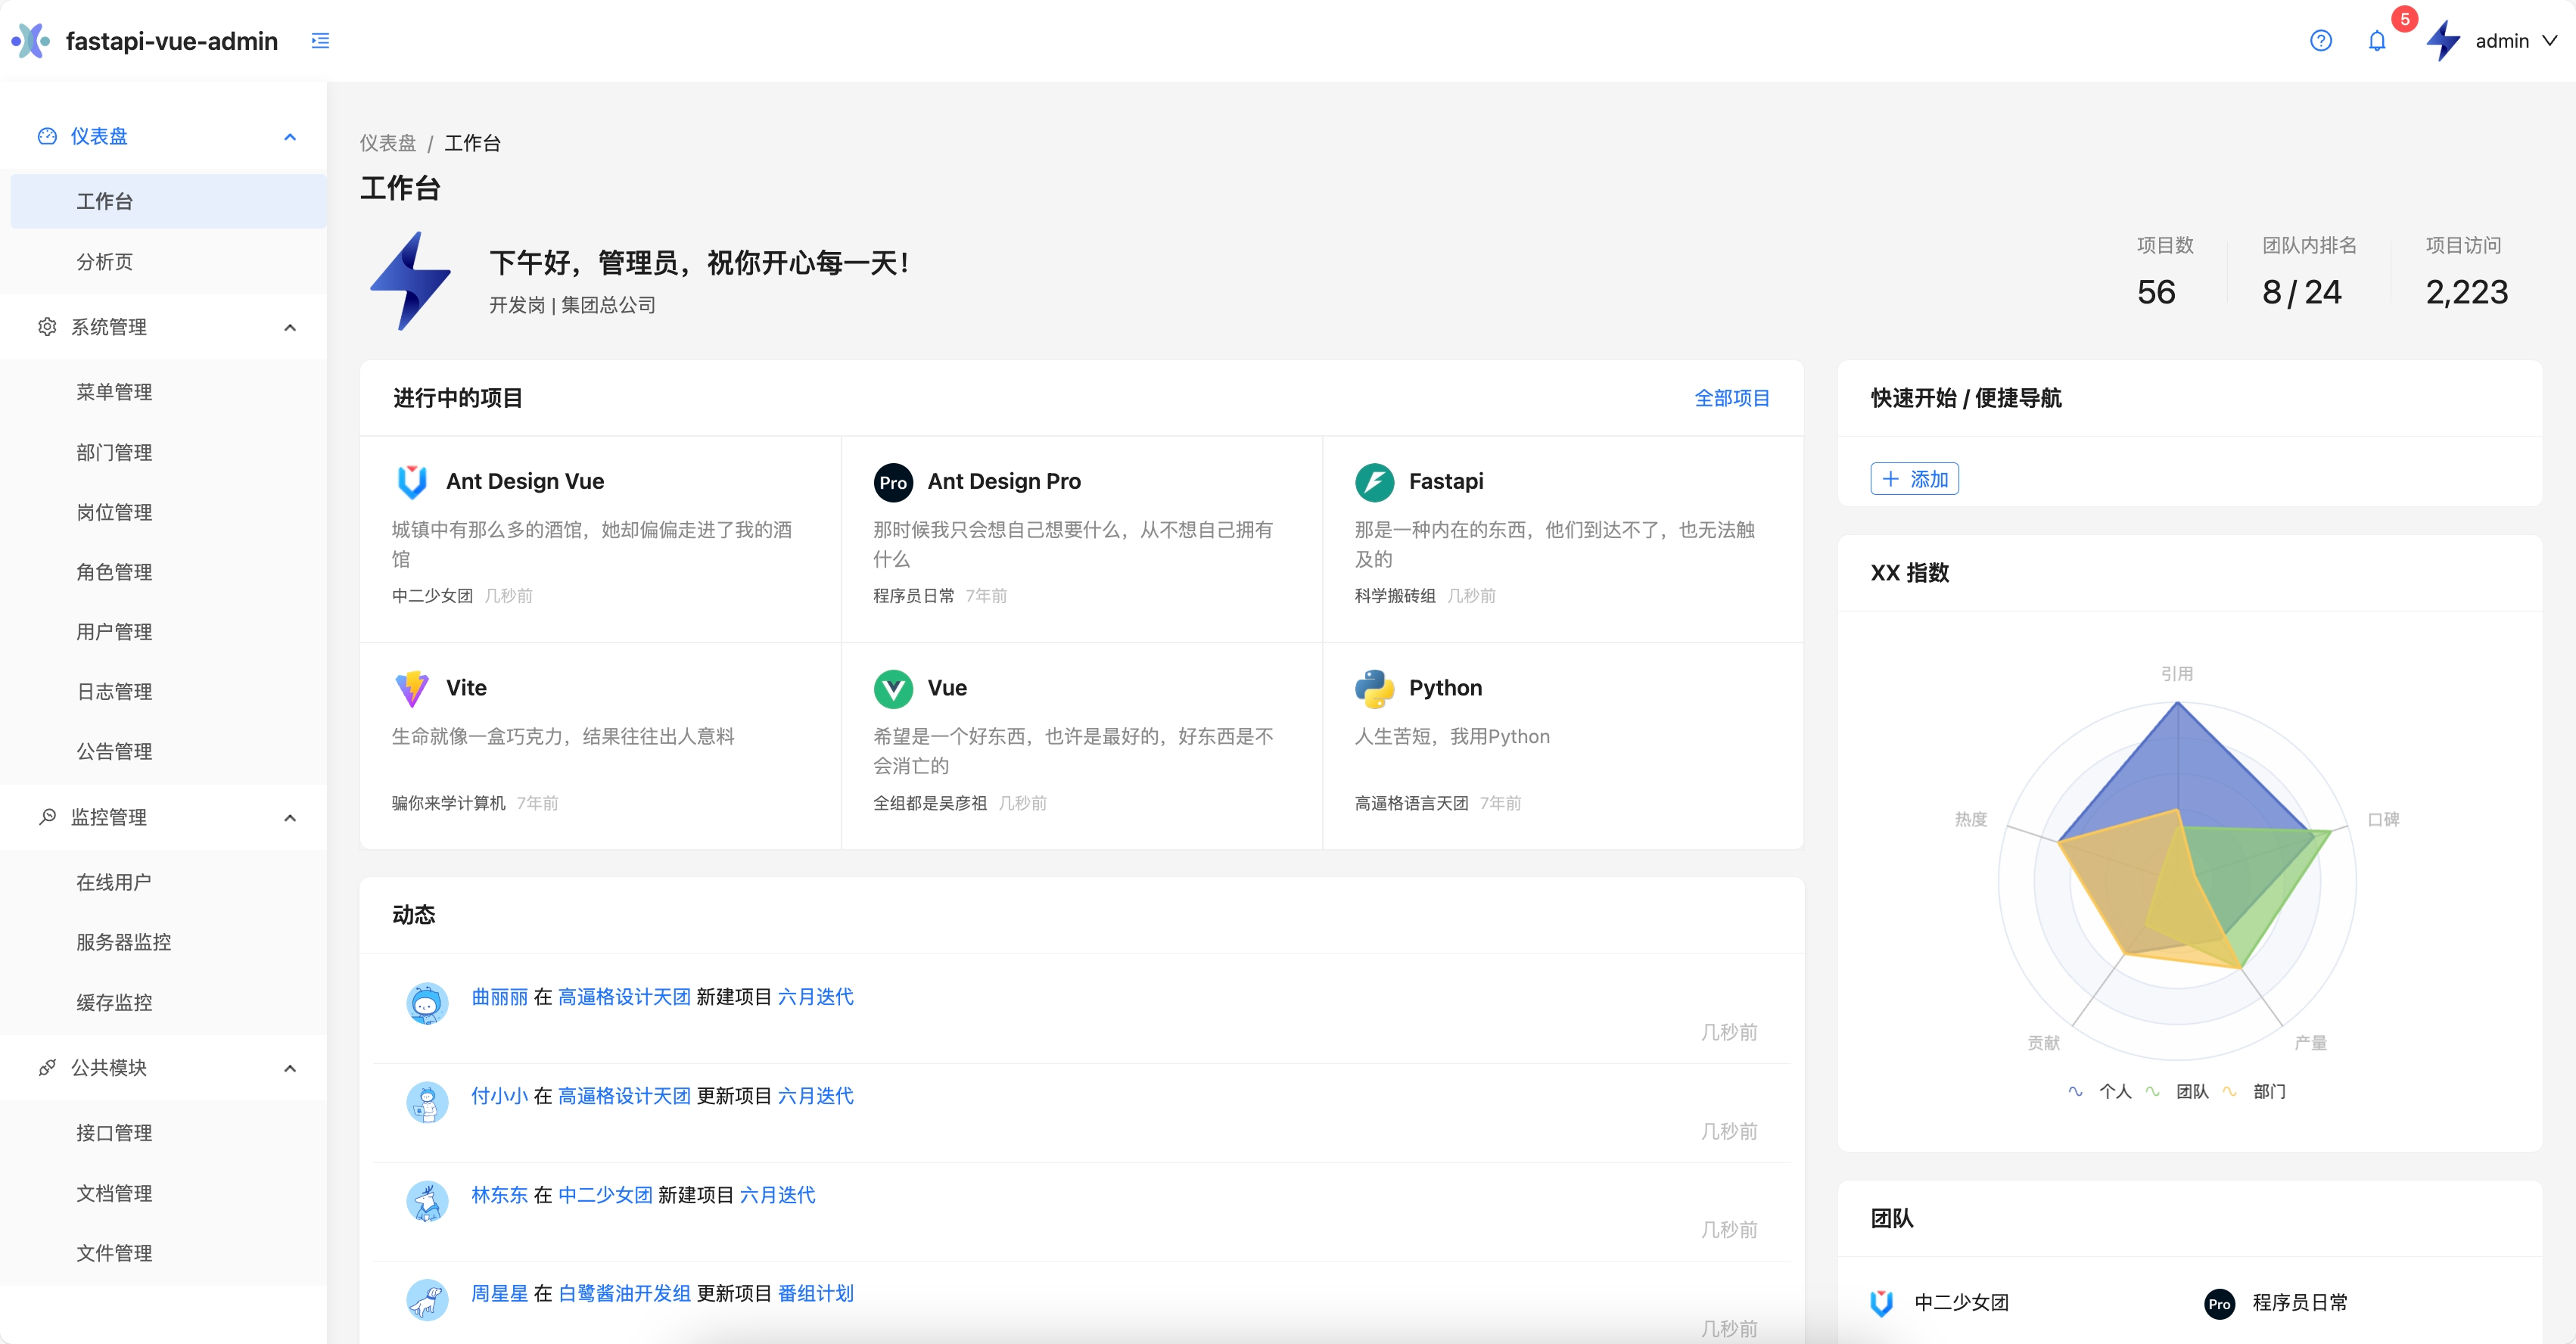 fastapi-vue-admin
5
admin
仪表盘
工作台
分析页
系统管理
菜单管理
部门管理
岗位管理
角色管理
用户管理
日志管理
公告管理
监控管理
在线用户
服务器监控
缓存监控
公共模块
接口管理
文档管理
文件管理
仪表盘 / 工作台
工作台
下午好，管理员，祝你开心每一天！
开发岗 | 集团总公司
项目数
56
团队内排名
8 / 24
项目访问
2,223
进行中的项目
全部项目
Ant Design Vue
城镇中有那么多的酒馆，她却偏偏走进了我的酒
馆
中二少女团 几秒前
Pro
Ant Design Pro
那时候我只会想自己想要什么，从不想自己拥有
什么
程序员日常 7年前
Fastapi
那是一种内在的东西，他们到达不了，也无法触
及的
科学搬砖组 几秒前
Vite
生命就像一盒巧克力，结果往往出人意料
骗你来学计算机 7年前
Vue
希望是一个好东西，也许是最好的，好东西是不
会消亡的
全组都是吴彦祖 几秒前
Python
人生苦短，我用Python
高逼格语言天团 7年前
动态
曲丽丽 在 高逼格设计天团 新建项目 六月迭代
几秒前
付小小 在 高逼格设计天团 更新项目 六月迭代
几秒前
林东东 在 中二少女团 新建项目 六月迭代
几秒前
周星星 在 白鹭酱油开发组 更新项目 番组计划
几秒前
快速开始 / 便捷导航
添加
XX 指数
引用
热度
口碑
贡献
产量
个人 团队 部门
团队
中二少女团
Pro
程序员日常